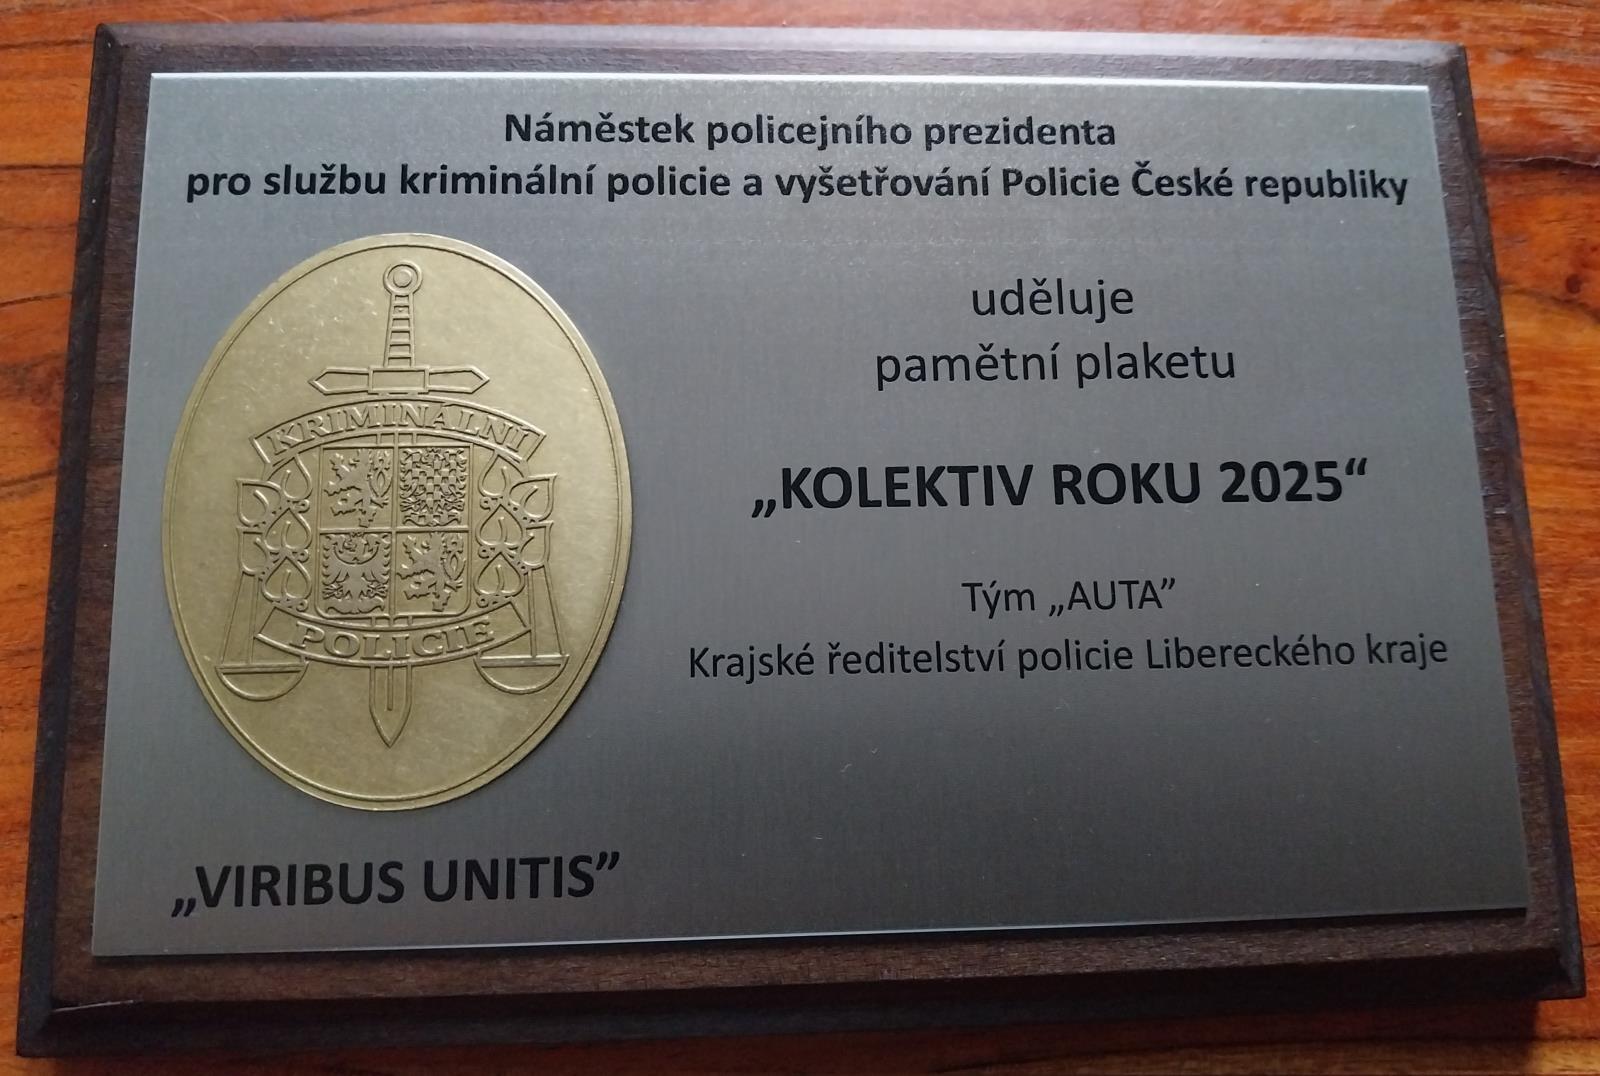 Náměstek policejního prezidenta
pro službu kriminální policie a vyšetřování Policie České republiky
uděluje
pamětní plaketu
„KOLEKTIV ROKU 2025“
Tým „AUTA”
Krajské ředitelství policie Libereckého kraje
KRIMINÁLNÍ
POLICIE
„VIRIBUS UNITIS”